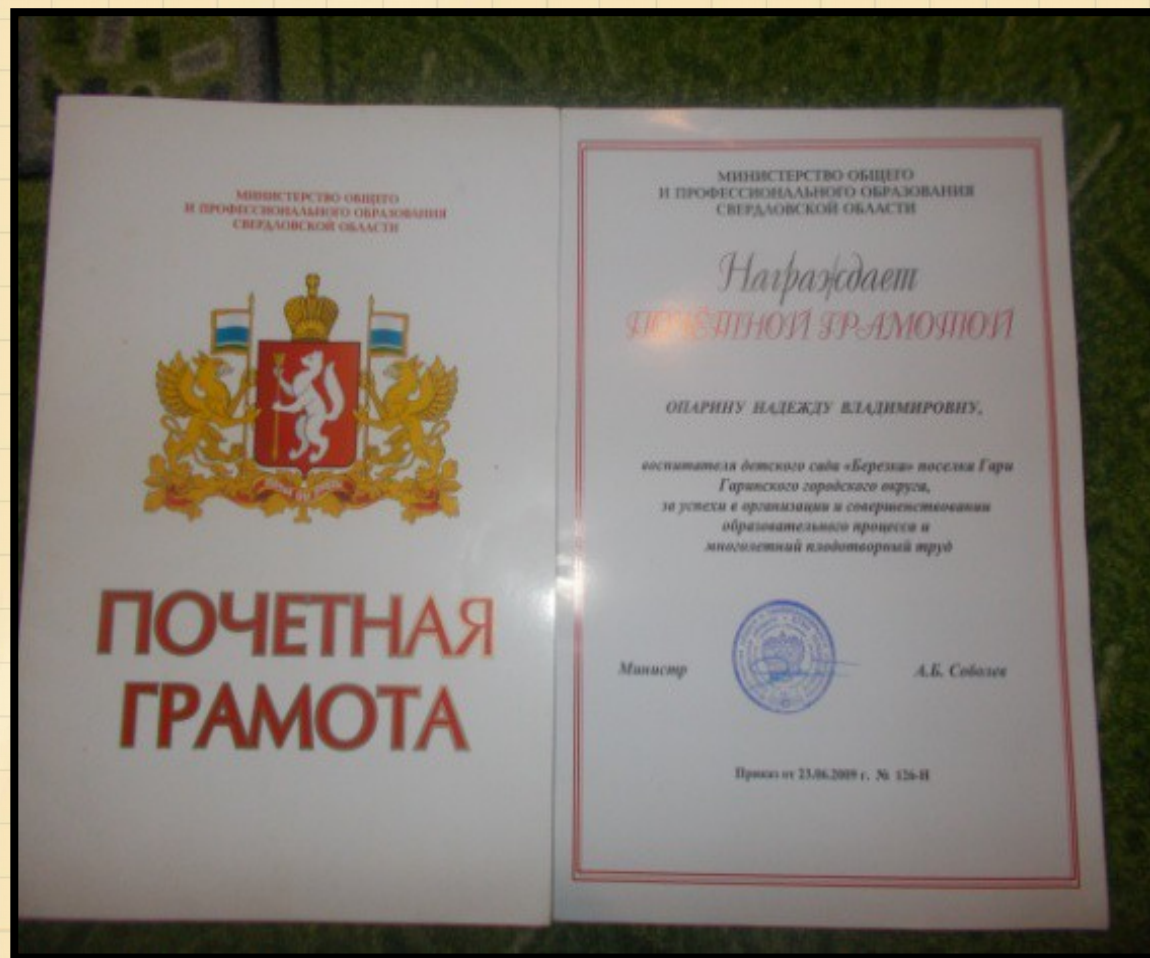 МИНИСТЕРСТВО ОБЩЕГО
И ПРОФЕССИОНАЛЬНОГО ОБРАЗОВАНИЯ
СВЕРДЛОВСКОЙ ОБЛАСТИ
ПОЧЕТНАЯ
ГРАМОТА
МИНИСТЕРСТВО ОБЩЕГО
И ПРОФЕССИОНАЛЬНОГО ОБРАЗОВАНИЯ
СВЕРДЛОВСКОЙ ОБЛАСТИ
Награждает
ПОЧЁТНОЙ ГРАМОТОЙ
ОПАРИНУ НАДЕЖДУ ВЛАДИМИРОВНУ,
воспитателя детского сада «Березка» поселка Гари
Гаринского городского округа,
за успехи в организации и совершенствовании
образовательного процесса и
многолетний плодотворный труд
Министр А.Б. Соболев
Приказ от 23.06.2009 г. № 126-Н